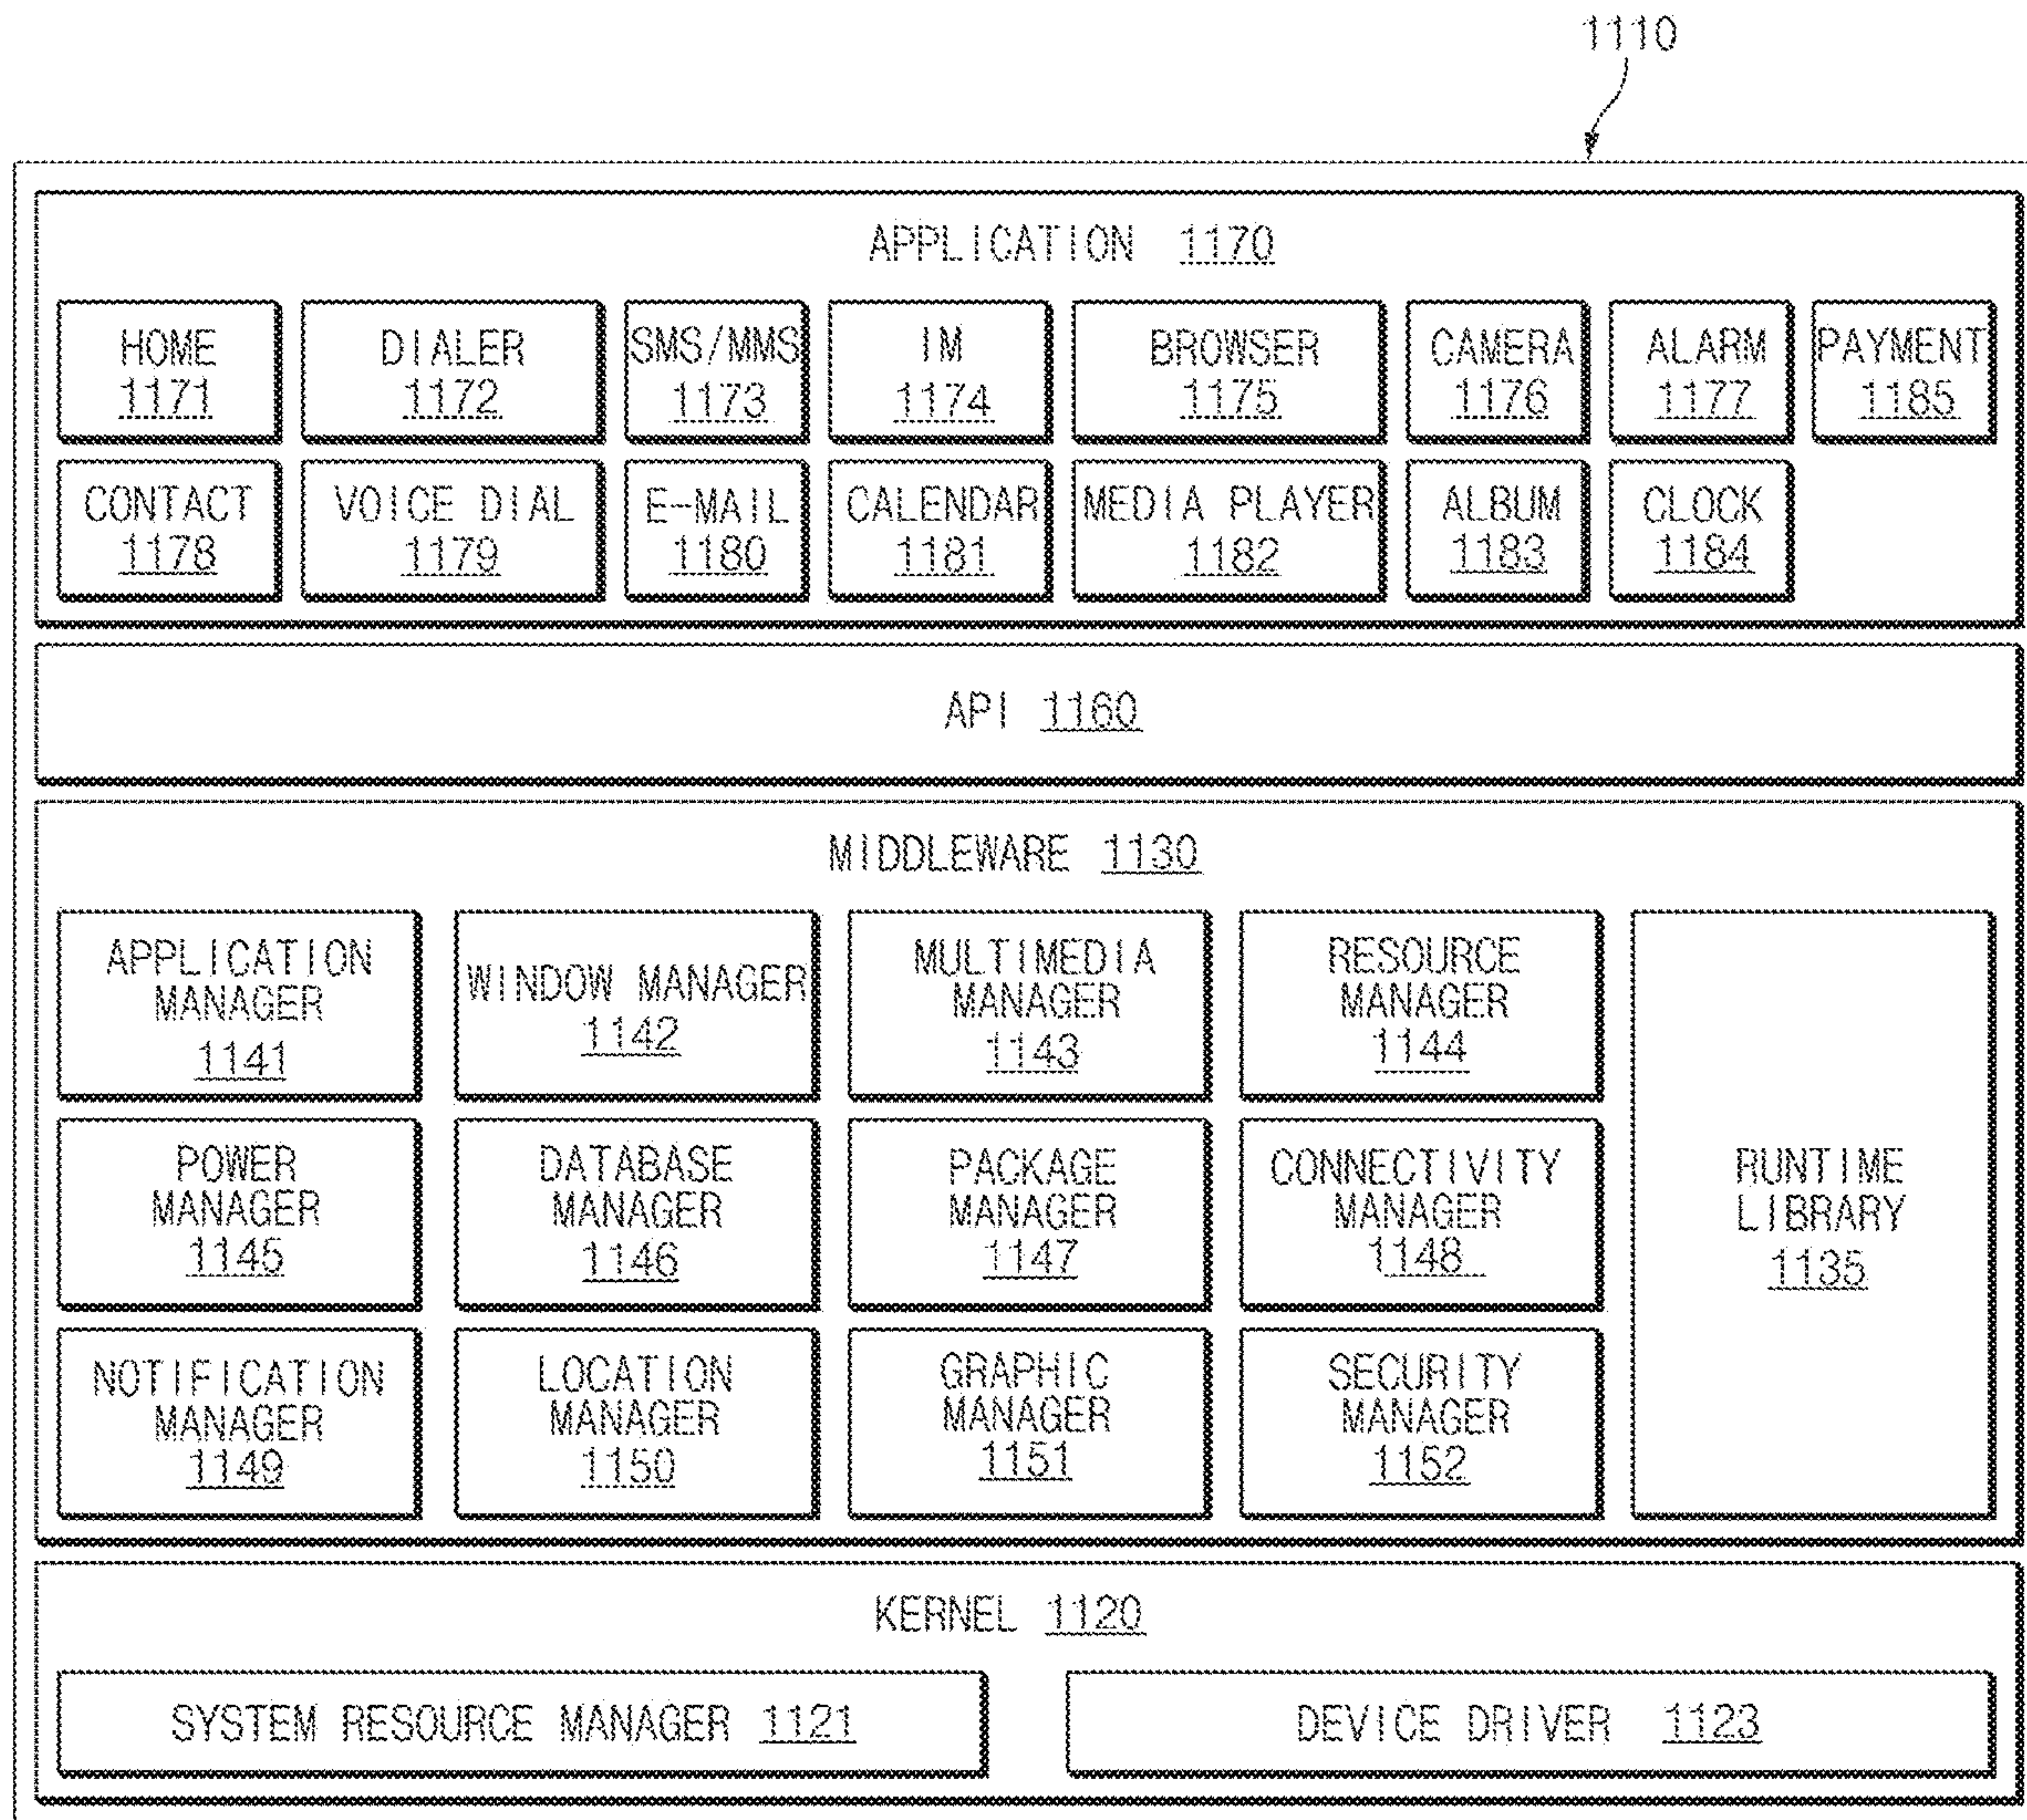 1110
APPLICATION 1170
HOME
1171
DIALER
1172
SMS/MMS
1173
IM
1174
BROWSER
1175
CAMERA
1176
ALARM
1177
PAYMENT
1185
CONTACT
1178
VOICE DIAL
1179
E-MAIL
1180
CALENDAR
1181
MEDIA PLAYER
1182
ALBUM
1183
CLOCK
1184
API 1160
MIDDLEWARE 1130
APPLICATION
MANAGER
1141
WINDOW MANAGER
1142
MULTIMEDIA
MANAGER
1143
RESOURCE
MANAGER
1144
POWER
MANAGER
1145
DATABASE
MANAGER
1146
PACKAGE
MANAGER
1147
CONNECTIVITY
MANAGER
1148
RUNTIME
LIBRARY
1135
NOTIFICATION
MANAGER
1149
LOCATION
MANAGER
1150
GRAPHIC
MANAGER
1151
SECURITY
MANAGER
1152
KERNEL 1120
SYSTEM RESOURCE MANAGER 1121
DEVICE DRIVER 1123